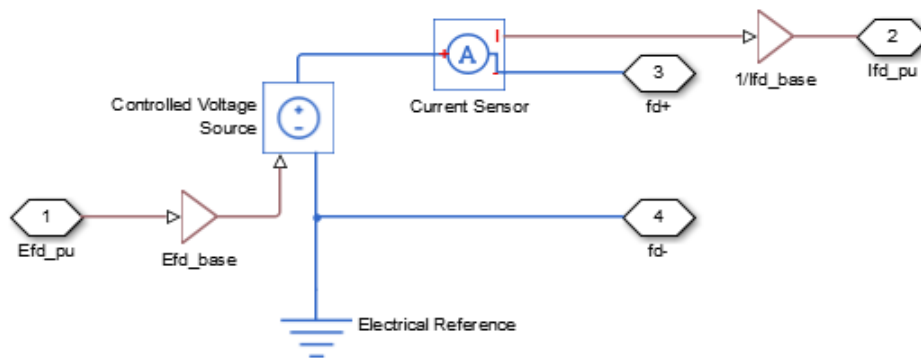 I
A
2
Ifd_pu
1/Ifd_base
3
fd+
Current Sensor
Controlled Voltage
Source
+
-
1
Efd_pu
Efd_base
4
fd-
Electrical Reference